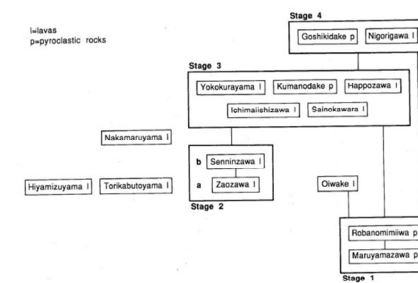 Stage 4
l=lavas
p=pyroclastic rocks
Goshikidake p
Nigorigawa l
Stage 3
Yokokurayama l
Kumanodake p
Happozawa l
Ichimaiishizawa l
Sainokawara l
Nakamaruyama l
b
Senninzawa l
Hiyamizuyama l
Torikabutoyama l
a
Zaozawa l
Oiwake l
Stage 2
Robanomimiiwa p
Maruyamazawa p
Stage 1